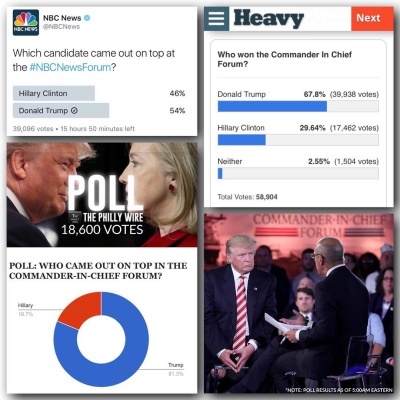 NBC News
@NBCNews
Which candidate came out on top at
the #NBCNewsForum?
Hillary Clinton 46%
Donald Trump 54%
39,096 votes • 15 hours 50 minutes left
Heavy
Next
Who won the Commander In Chief
Forum?
Donald Trump 67.8% (39,938 votes)
Hillary Clinton 29.64% (17,462 votes)
Neither 2.55% (1,504 votes)
Total Votes: 58,904
POLL
THE PHILLY WIRE
18,600 VOTES
POLL: WHO CAME OUT ON TOP IN THE
COMMANDER-IN-CHIEF FORUM?
Hillary
18.7%
Trump
81.3%
COMMANDER-IN-CHIEF
FORUM
*NOTE: POLL RESULTS AS OF 5:00AM EASTERN